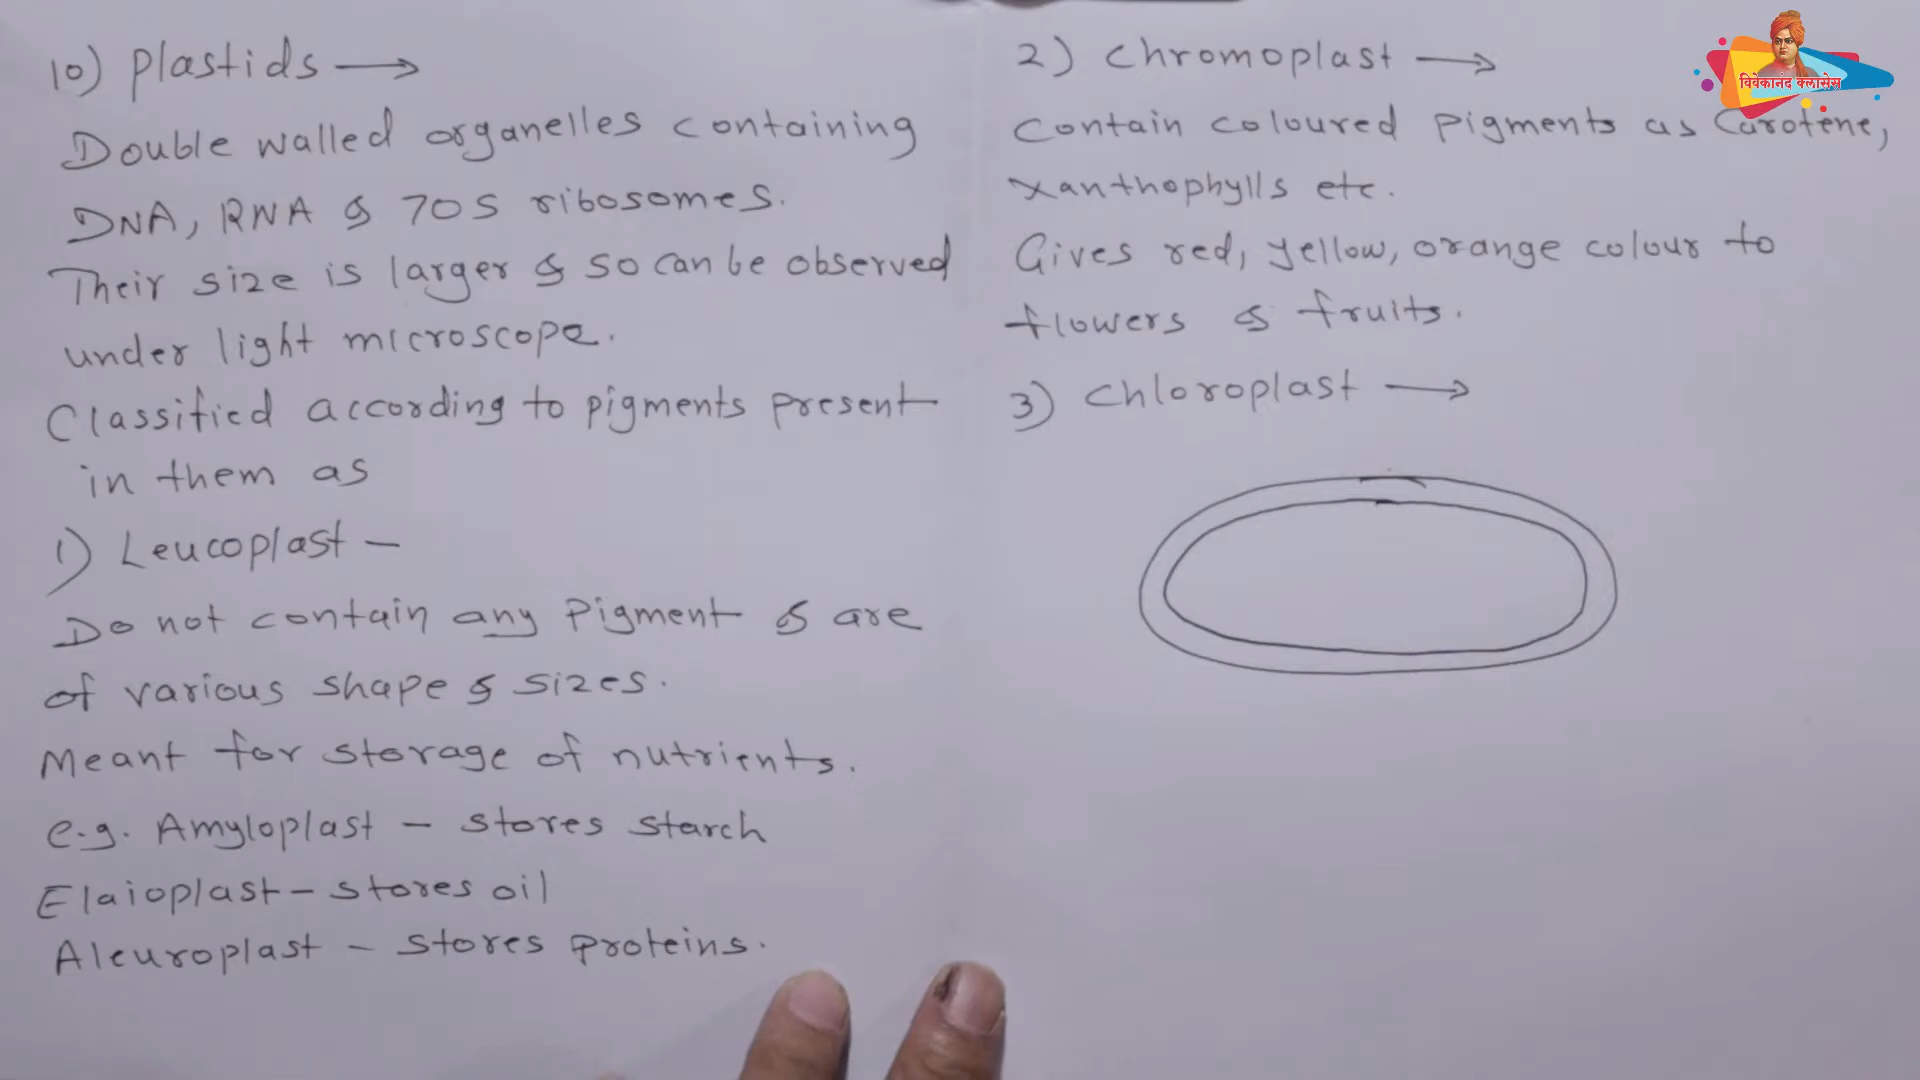 10) Plastids →
Double walled organelles containing
DNA, RNA & 70S ribosomes.
Their size is larger & so can be observed
under light microscope.
Classified according to pigments present
in them as
1) Leucoplast -
Do not contain any Pigment & are
of various shape & sizes.
Meant for storage of nutrients.
e.g. Amyloplast - stores starch
Elaioplast - stores oil
Aleuroplast - stores proteins.
2) Chromoplast →
Contain coloured pigments as Carotene,
Xanthophylls etc.
Gives red, yellow, orange colour to
flowers & fruits.
3) Chloroplast →
विवेकानंद क्लासेस